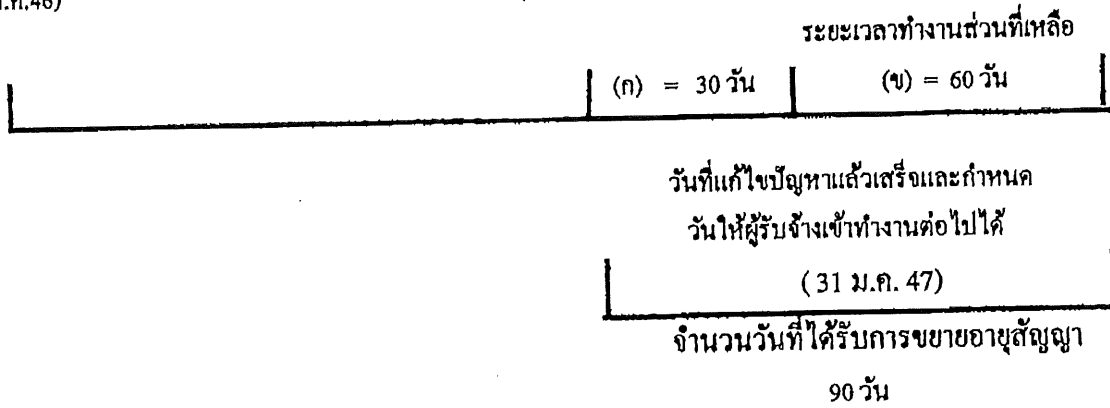 .ค.46)
ระยะเวลาทำงานส่วนที่เหลือ
(ก) = 30 วัน (ข) = 60 วัน
วันที่แก้ไขปัญหาแล้วเสร็จและกำหนด
วันให้ผู้รับจ้างเข้าทำงานต่อไปได้
( 31 ม.ค. 47)
จำนวนวันที่ได้รับการขยายอายุสัญญา
90 วัน